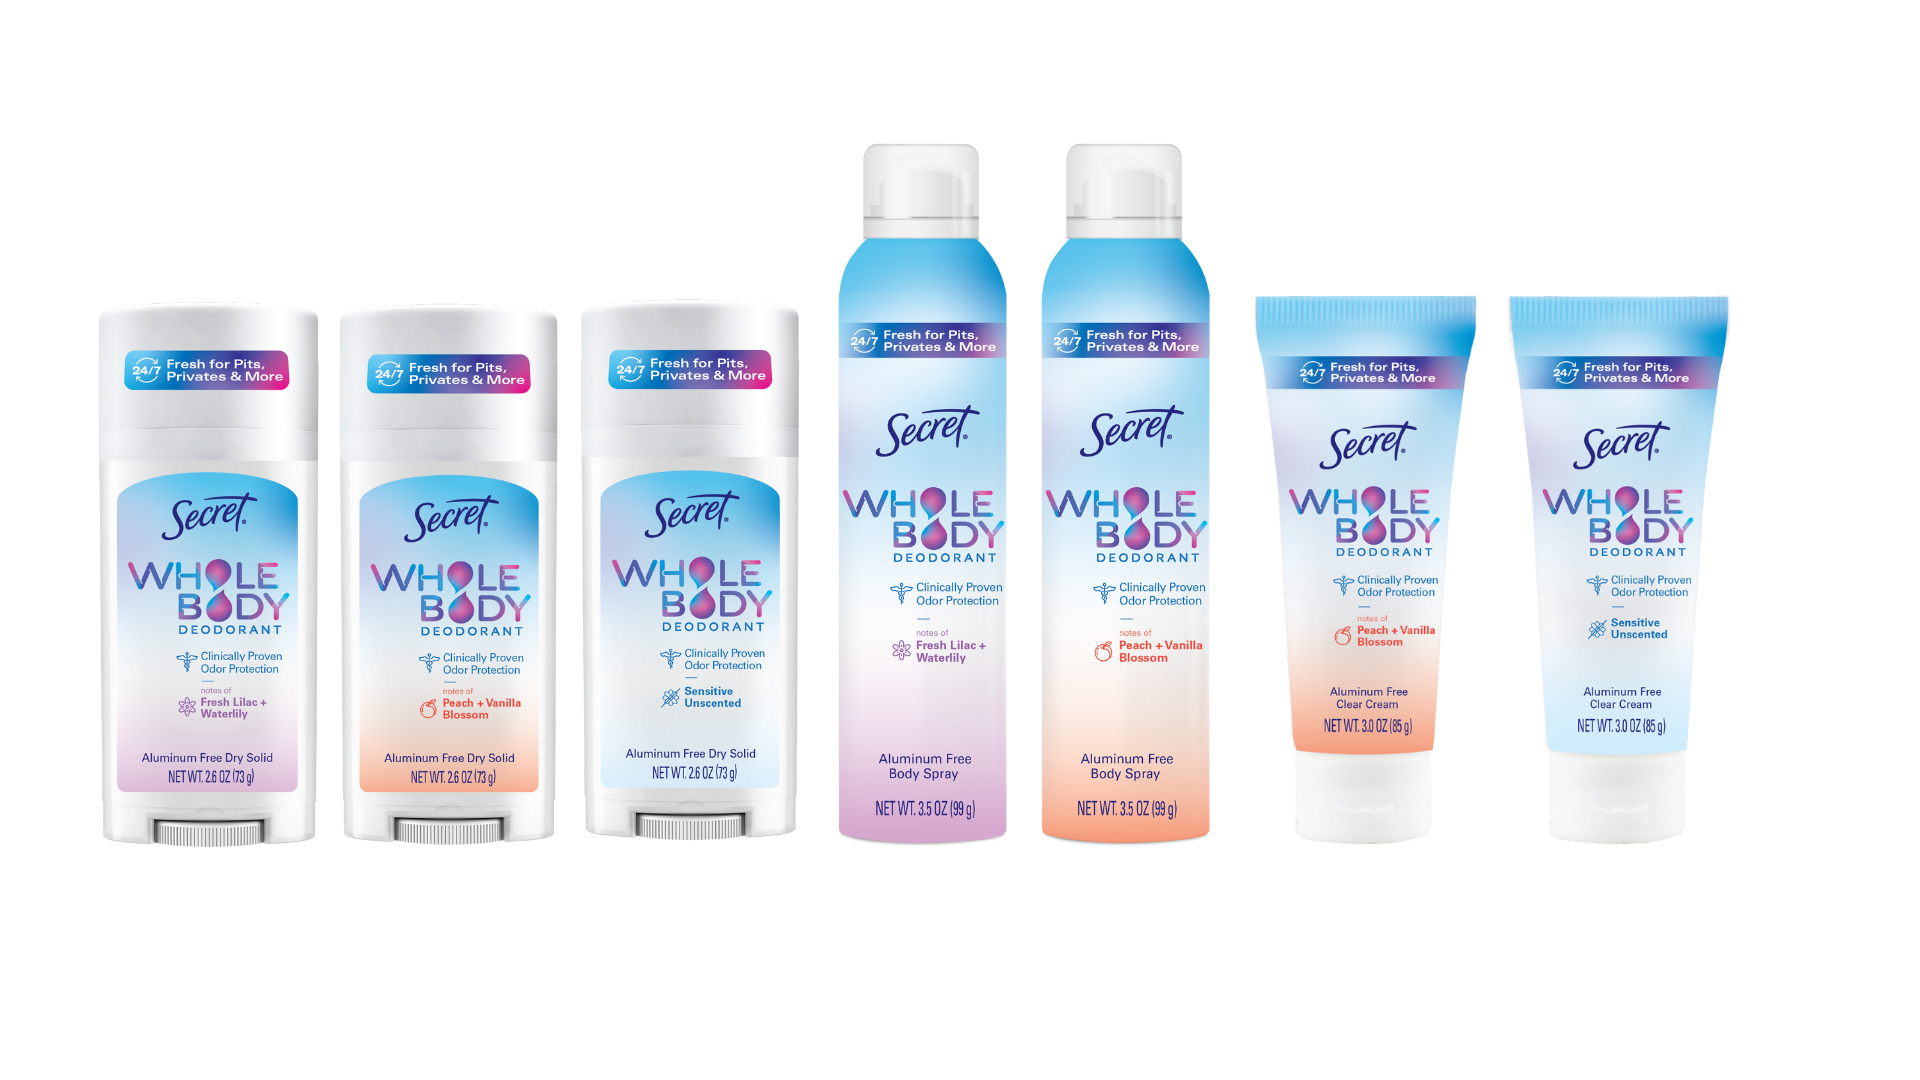 24/7 Fresh for Pits,
Privates & More
Secret®
WHOLE
BODY
DEODORANT
Clinically Proven
Odor Protection
notes of
Fresh Lilac +
Waterlily
Aluminum Free Dry Solid
NET WT. 2.6 OZ (73 g)
24/7 Fresh for Pits,
Privates & More
Secret®
WHOLE
BODY
DEODORANT
Clinically Proven
Odor Protection
notes of
Peach + Vanilla
Blossom
Aluminum Free Dry Solid
NET WT. 2.6 OZ (73 g)
24/7 Fresh for Pits,
Privates & More
Secret®
WHOLE
BODY
DEODORANT
Clinically Proven
Odor Protection
Sensitive
Unscented
Aluminum Free Dry Solid
NET WT. 2.6 OZ (73 g)
24/7 Fresh for Pits,
Privates & More
Secret®
WHOLE
BODY
DEODORANT
Clinically Proven
Odor Protection
notes of
Fresh Lilac +
Waterlily
Aluminum Free
Body Spray
NET WT. 3.5 OZ (99 g)
24/7 Fresh for Pits,
Privates & More
Secret®
WHOLE
BODY
DEODORANT
Clinically Proven
Odor Protection
notes of
Peach + Vanilla
Blossom
Aluminum Free
Body Spray
NET WT. 3.5 OZ (99 g)
24/7 Fresh for Pits,
Privates & More
Secret®
WHOLE
BODY
DEODORANT
Clinically Proven
Odor Protection
notes of
Peach + Vanilla
Blossom
Aluminum Free
Clear Cream
NET WT. 3.0 OZ (85 g)
24/7 Fresh for Pits,
Privates & More
Secret®
WHOLE
BODY
DEODORANT
Clinically Proven
Odor Protection
Sensitive
Unscented
Aluminum Free
Clear Cream
NET WT. 3.0 OZ (85 g)